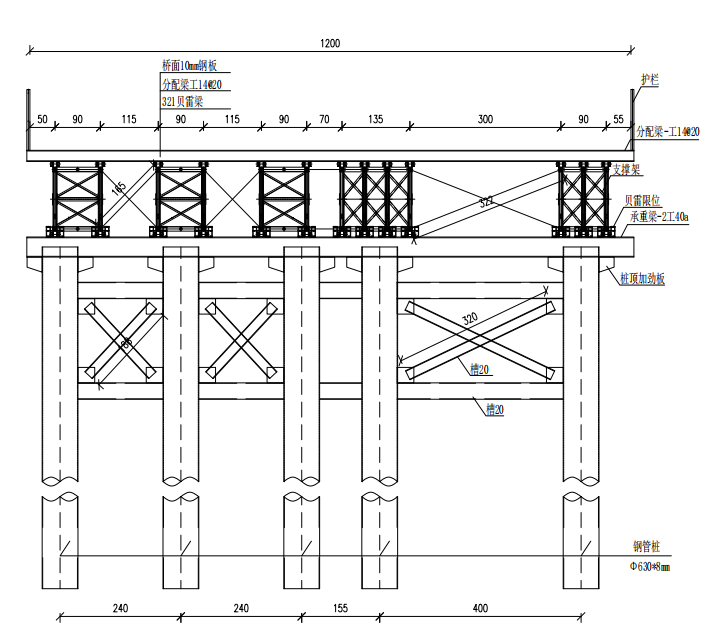 1200
桥面10mm钢板
分配梁工14@20
321贝雷梁
护栏
50 90 115 90 115 90 70 135 300 90 55
分配梁-工14@20
支撑架
165
322
贝雷限位
承重梁-2工40a
桩顶加劲板
320
186
槽20
槽20
钢管桩
Φ630*8mm
240 240 155 400